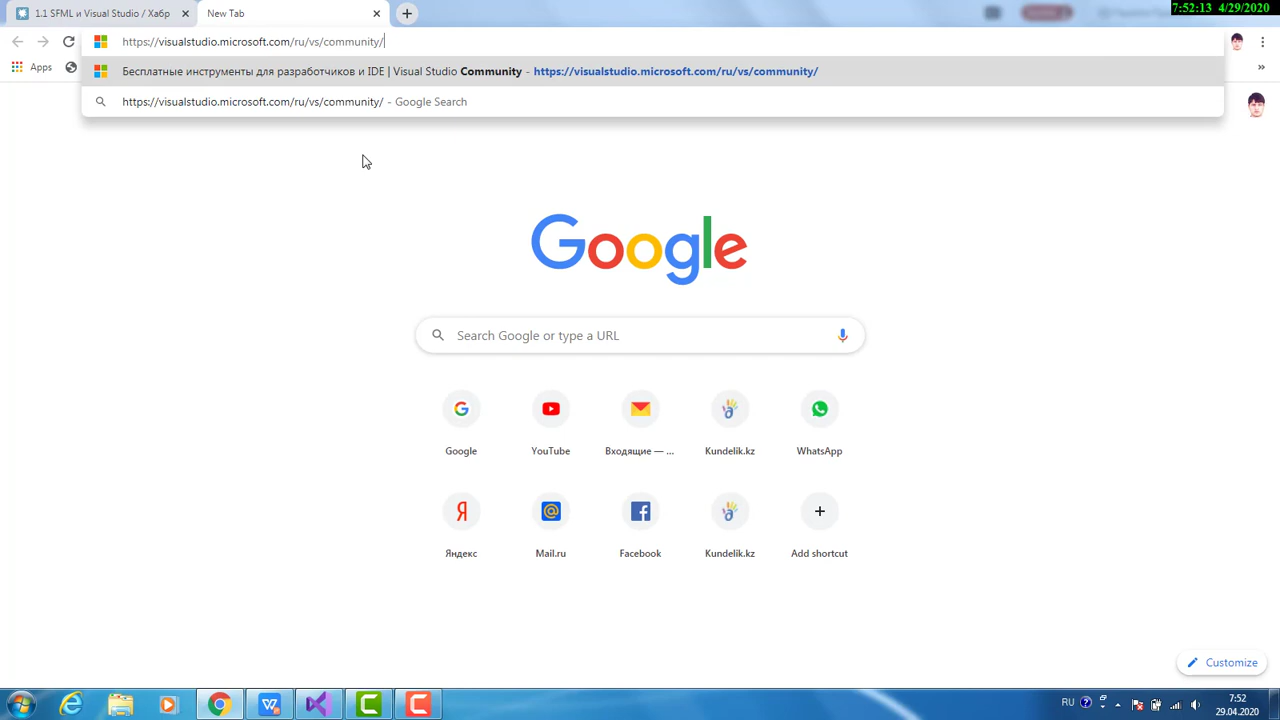 1.1 SFML и Visual Studio / Хабр
New Tab
7:52:13 4/29/2020
https://visualstudio.microsoft.com/ru/vs/community/
Apps
»
Бесплатные инструменты для разработчиков и IDE | Visual Studio Community - https://visualstudio.microsoft.com/ru/vs/community/
https://visualstudio.microsoft.com/ru/vs/community/ - Google Search
Google
Search Google or type a URL
Google
YouTube
Входящие — ...
Kundelik.kz
WhatsApp
Яндекс
Mail.ru
Facebook
Kundelik.kz
Add shortcut
Customize
RU
7:52
29.04.2020